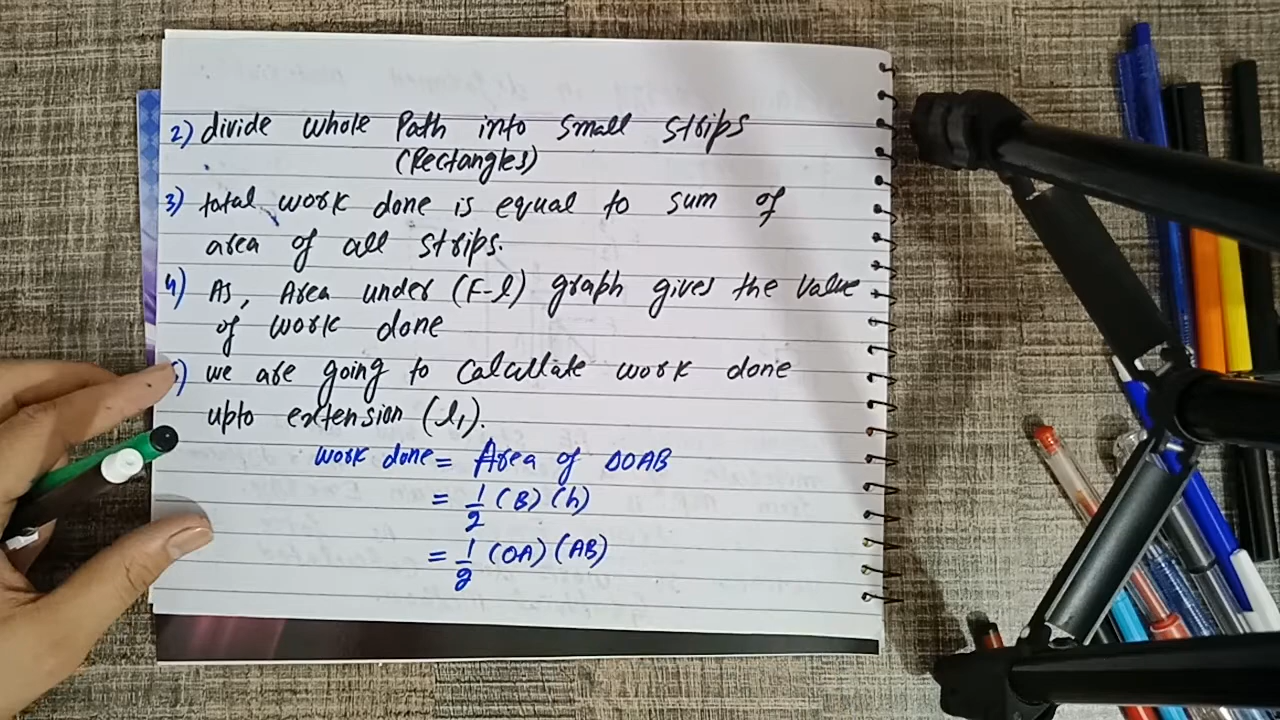 2) divide whole Path into small strips
(Rectangles)
3) total work done is equal to sum of
area of all strips.
4) As, Area under (F-l) graph gives the value
of work done
5) we are going to calculate work done
upto extension (l₁).
work done = Area of ΔOAB
= 1/2 (B) (h)
= 1/2 (OA) (AB)